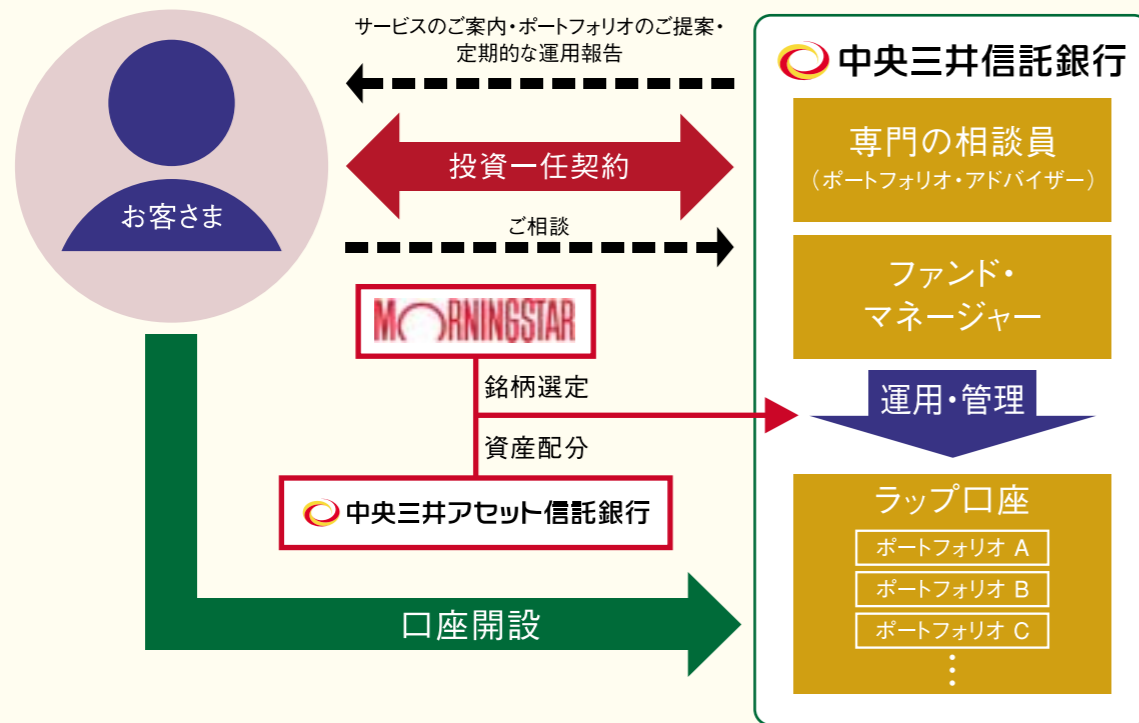 サービスのご案内・ポートフォリオのご提案・
定期的な運用報告
投資一任契約
お客さま
ご相談
MORNINGSTAR
銘柄選定
資産配分
中央三井アセット信託銀行
口座開設
中央三井信託銀行
専門の相談員
（ポートフォリオ・アドバイザー）
ファンド・
マネージャー
運用・管理
ラップ口座
ポートフォリオ A
ポートフォリオ B
ポートフォリオ C
⋮